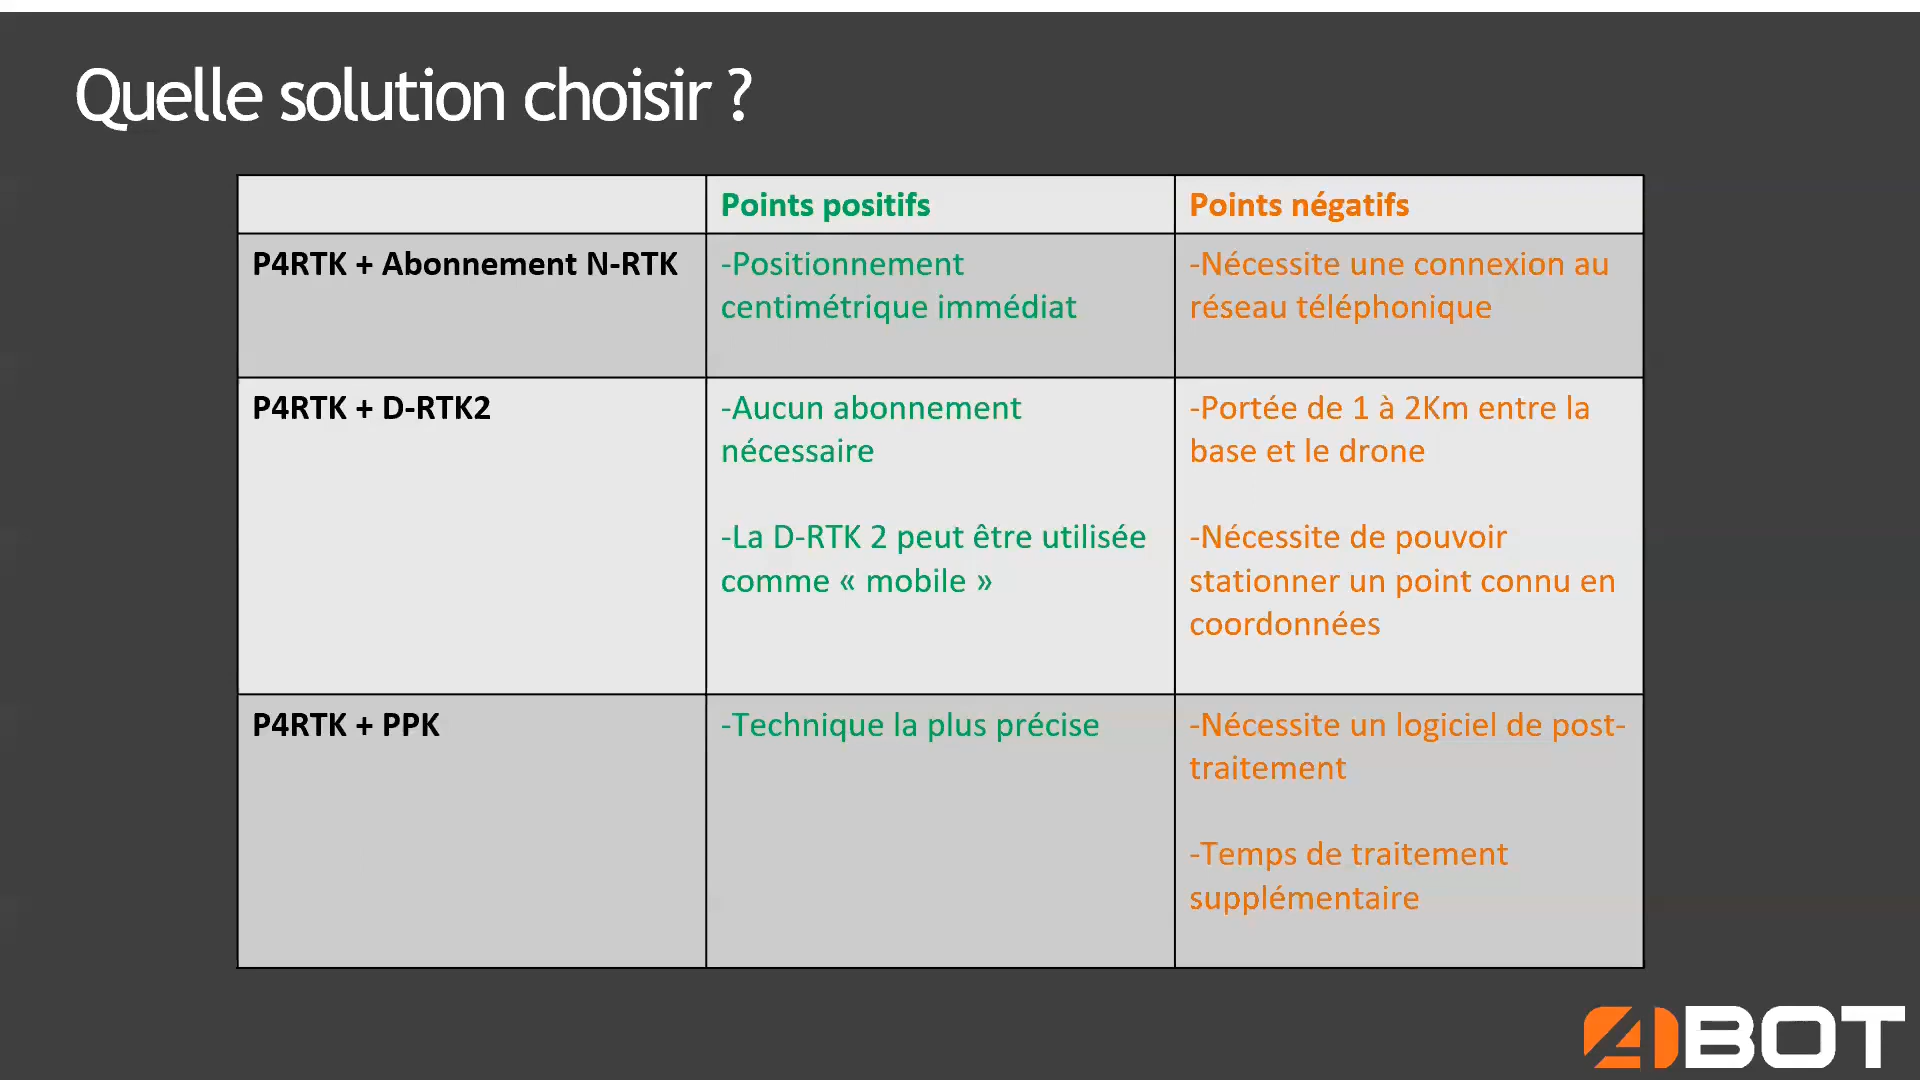 Quelle solution choisir ?
Points positifs
Points négatifs
P4RTK + Abonnement N-RTK
-Positionnement
centimétrique immédiat
-Nécessite une connexion au
réseau téléphonique
P4RTK + D-RTK2
-Aucun abonnement
nécessaire
-La D-RTK 2 peut être utilisée
comme « mobile »
-Portée de 1 à 2Km entre la
base et le drone
-Nécessite de pouvoir
stationner un point connu en
coordonnées
P4RTK + PPK
-Technique la plus précise
-Nécessite un logiciel de post-
traitement
-Temps de traitement
supplémentaire
ABOT